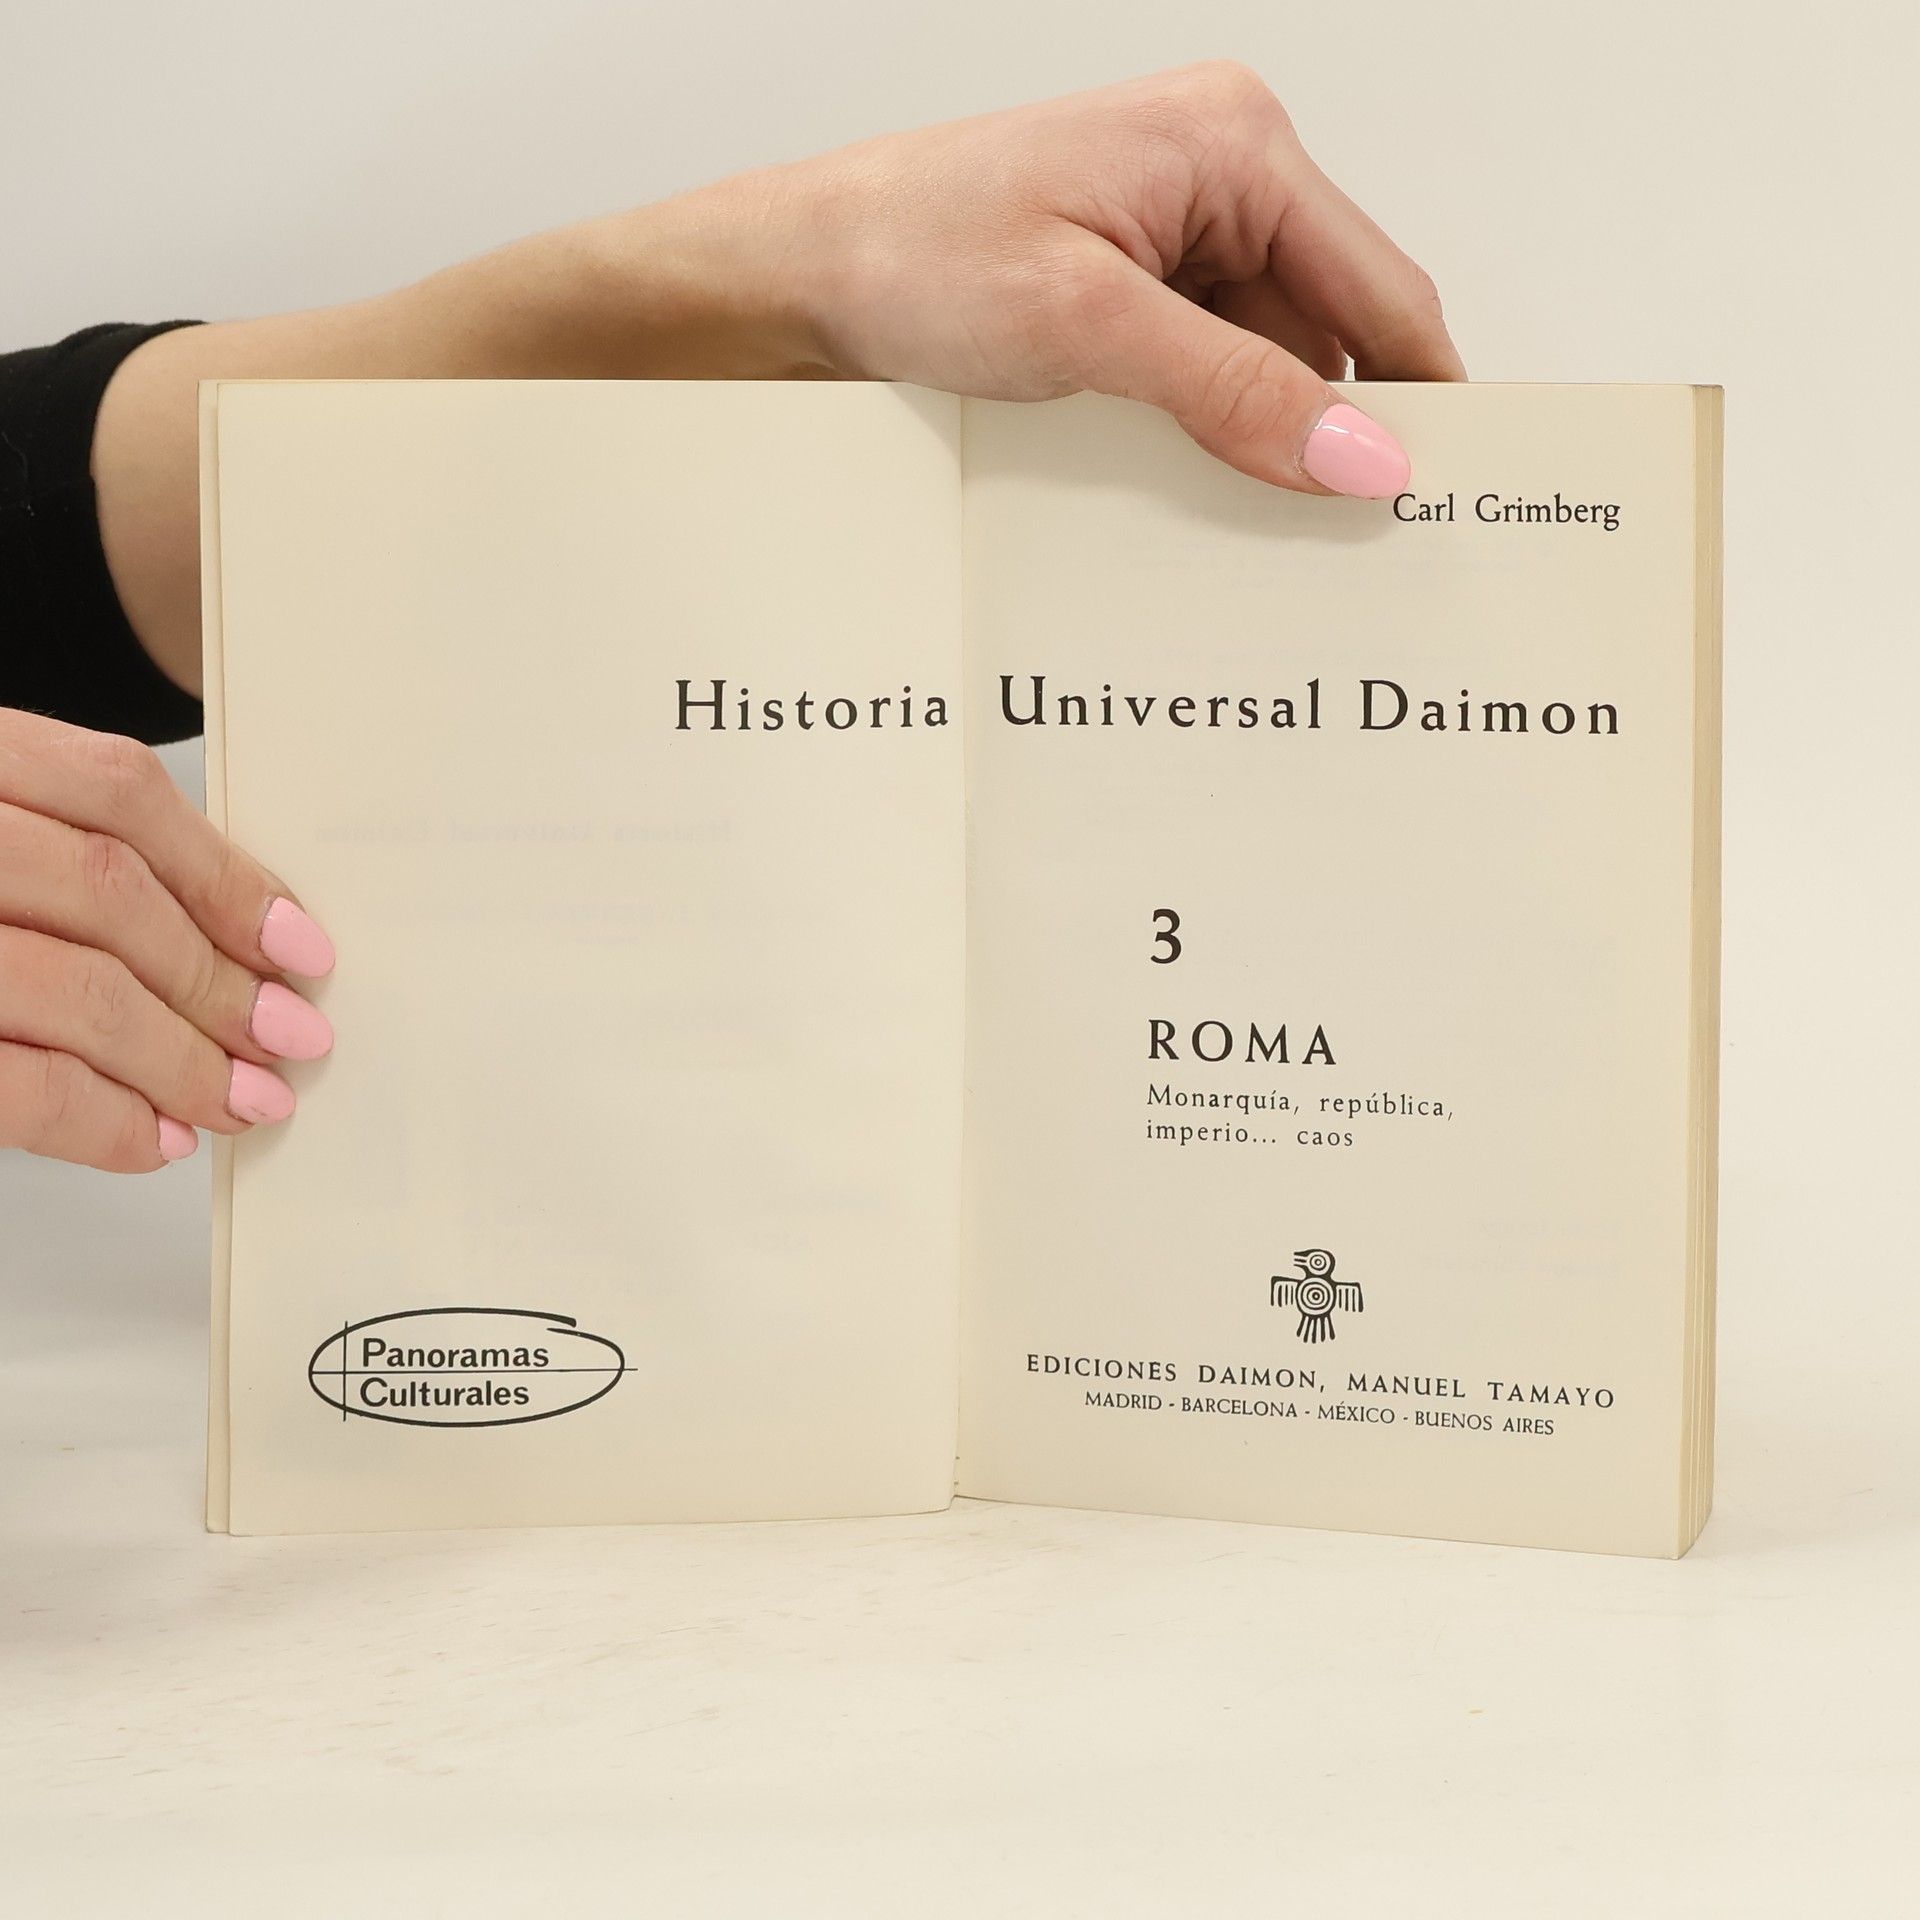 Carl Grimberg
Historia Universal Daimon
3
ROMA
Monarquía, república,
imperio... caos
Panoramas
Culturales
EDICIONES DAIMON, MANUEL TAMAYO
MADRID - BARCELONA - MÉXICO - BUENOS AIRES